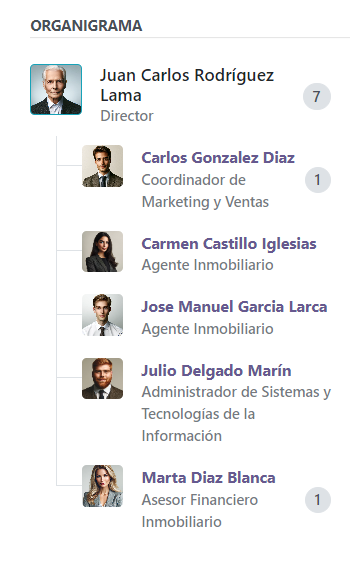 ORGANIGRAMA
Juan Carlos Rodríguez
Lama
7
Director
Carlos Gonzalez Diaz
Coordinador de
1
Marketing y Ventas
Carmen Castillo Iglesias
Agente Inmobiliario
Jose Manuel Garcia Larca
Agente Inmobiliario
Julio Delgado Marín
Administrador de Sistemas y
Tecnologías de la
Información
Marta Diaz Blanca
Asesor Financiero
1
Inmobiliario